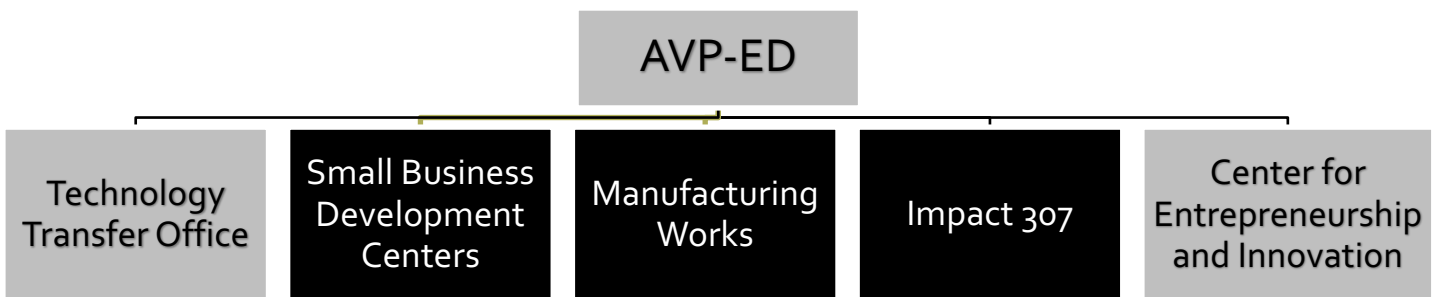 AVP-ED
Technology
Transfer Office
Small Business
Development
Centers
Manufacturing
Works
Impact 307
Center for
Entrepreneurship
and Innovation